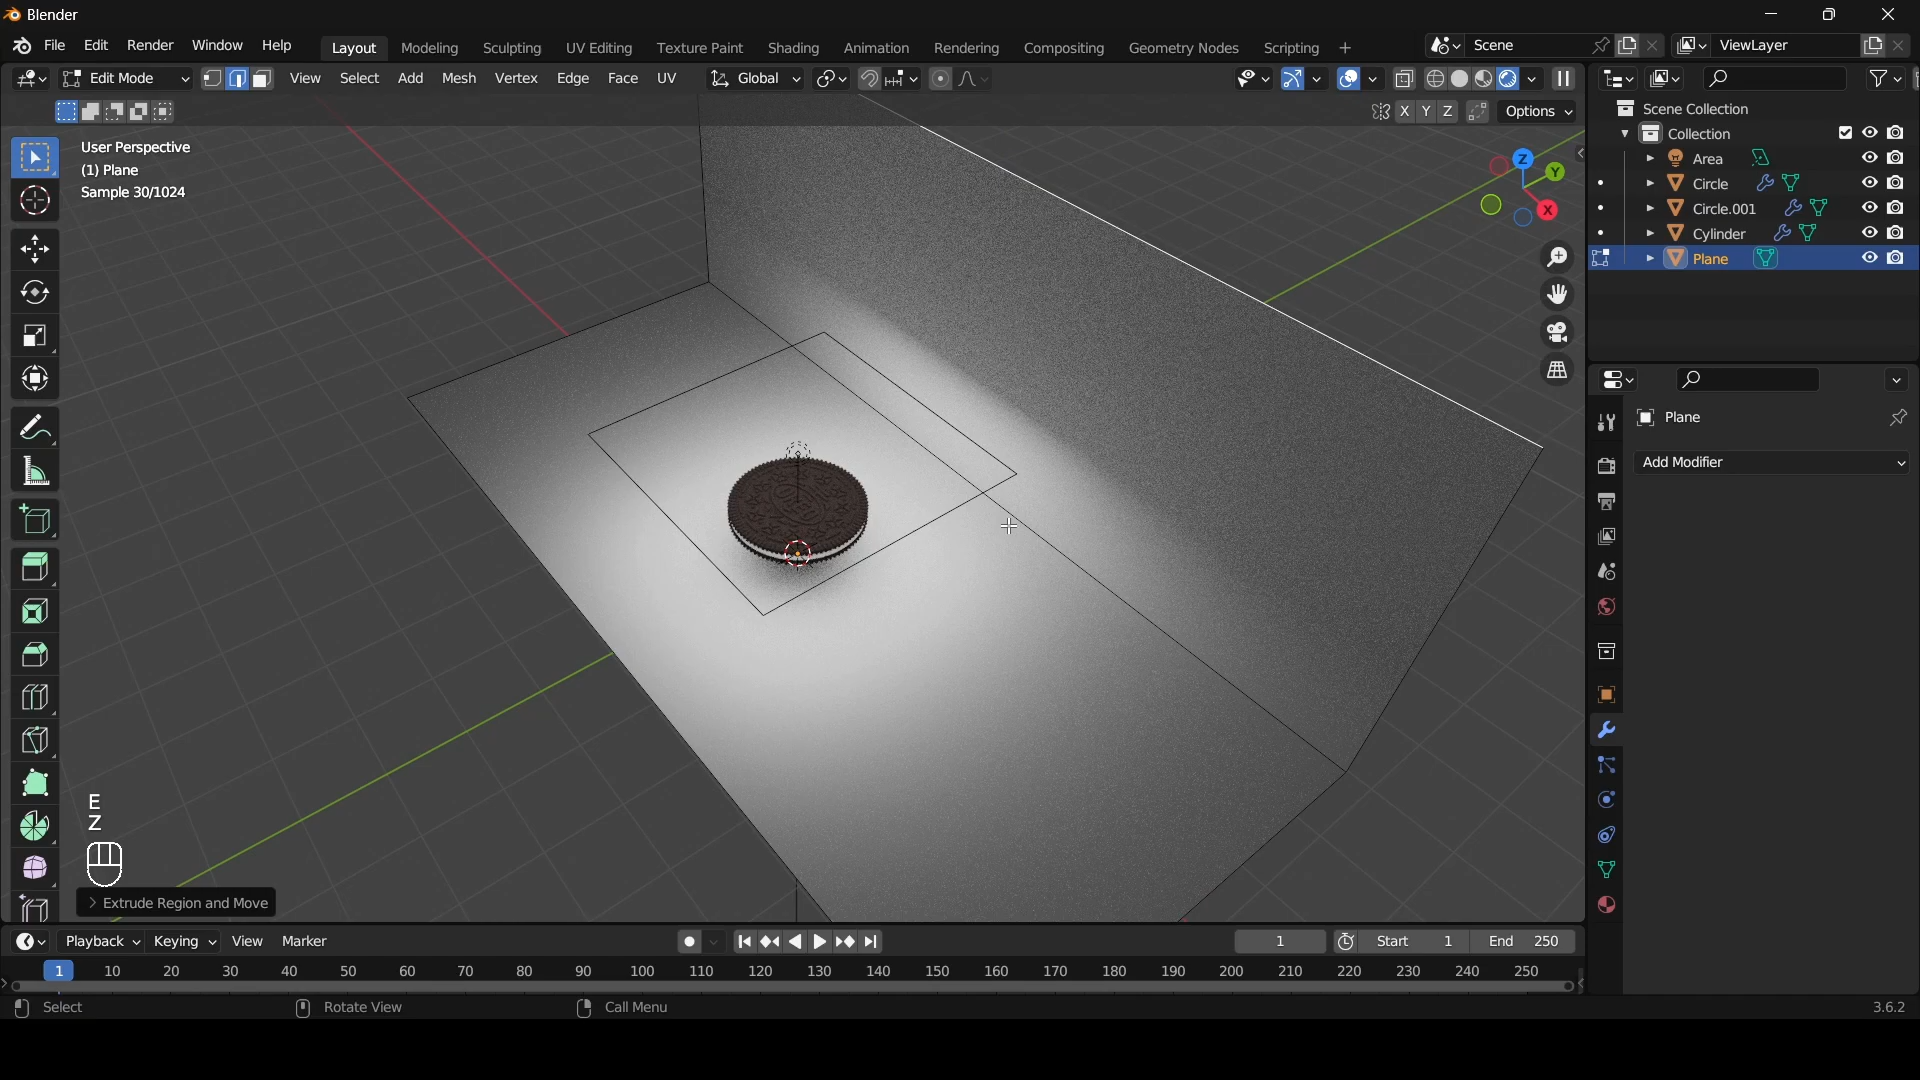 Blender
File Edit Render Window Help Layout Modeling Sculpting UV Editing Texture Paint Shading Animation Rendering Compositing Geometry Nodes Scripting + Scene ViewLayer
Edit Mode View Select Add Mesh Vertex Edge Face UV Global
X Y Z Options
Scene Collection
Collection
Area
Circle
Circle.001
Cylinder
Plane
User Perspective
(1) Plane
Sample 30/1024
Z
Y
X
Plane
Add Modifier
E
Z
Extrude Region and Move
Playback Keying View Marker 1 Start 1 End 250
1 10 20 30 40 50 60 70 80 90 100 110 120 130 140 150 160 170 180 190 200 210 220 230 240 250
Select Rotate View Call Menu 3.6.2